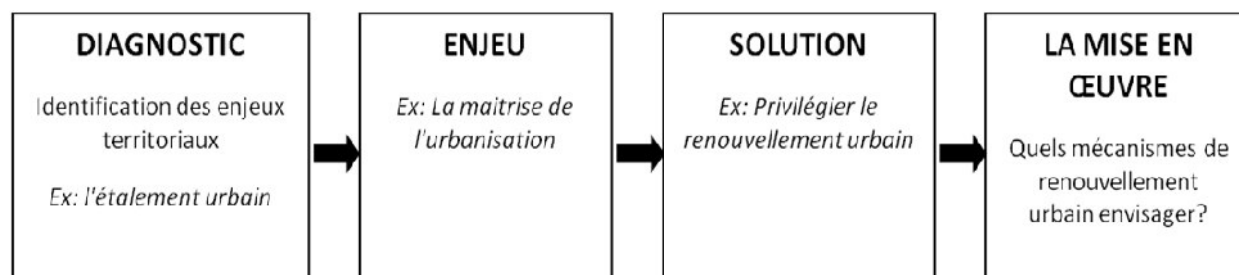 DIAGNOSTIC
Identification des enjeux
territoriaux
Ex: l'étalement urbain
ENJEU
Ex: La maitrise de
l'urbanisation
SOLUTION
Ex: Privilégier le
renouvellement urbain
LA MISE EN
ŒUVRE
Quels mécanismes de
renouvellement
urbain envisager?